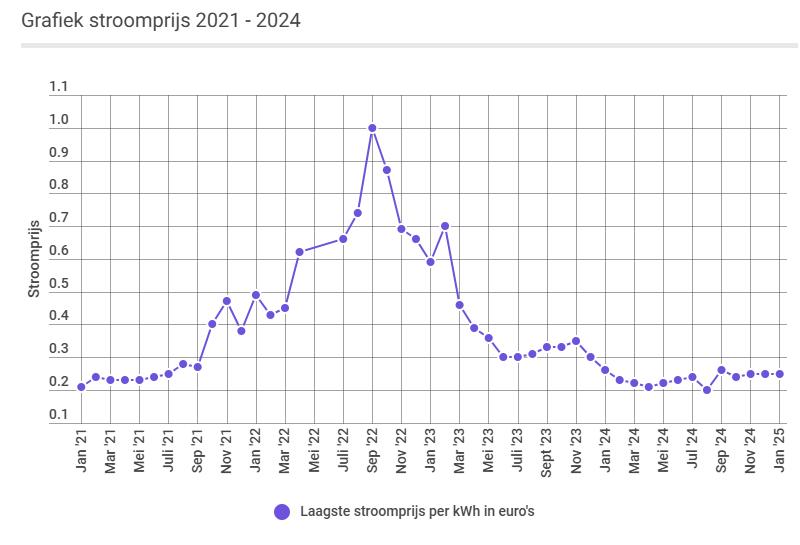 Grafiek stroomprijs 2021 - 2024
1.1
1.0
0.9
0.8
0.7
0.6
0.5
0.4
0.3
0.2
0.1
Stroomprijs
Jan '21
Mar '21
Mei '21
Juli '21
Sep '21
Nov '21
Jan '22
Mar '22
Mei '22
Juli '22
Sep '22
Nov '22
Jan '23
Mar '23
Mei '23
Juli '23
Sept '23
Nov '23
Jan '24
Mar '24
Mei '24
Jul '24
Sep '24
Nov '24
Jan '25
Laagste stroomprijs per kWh in euro's